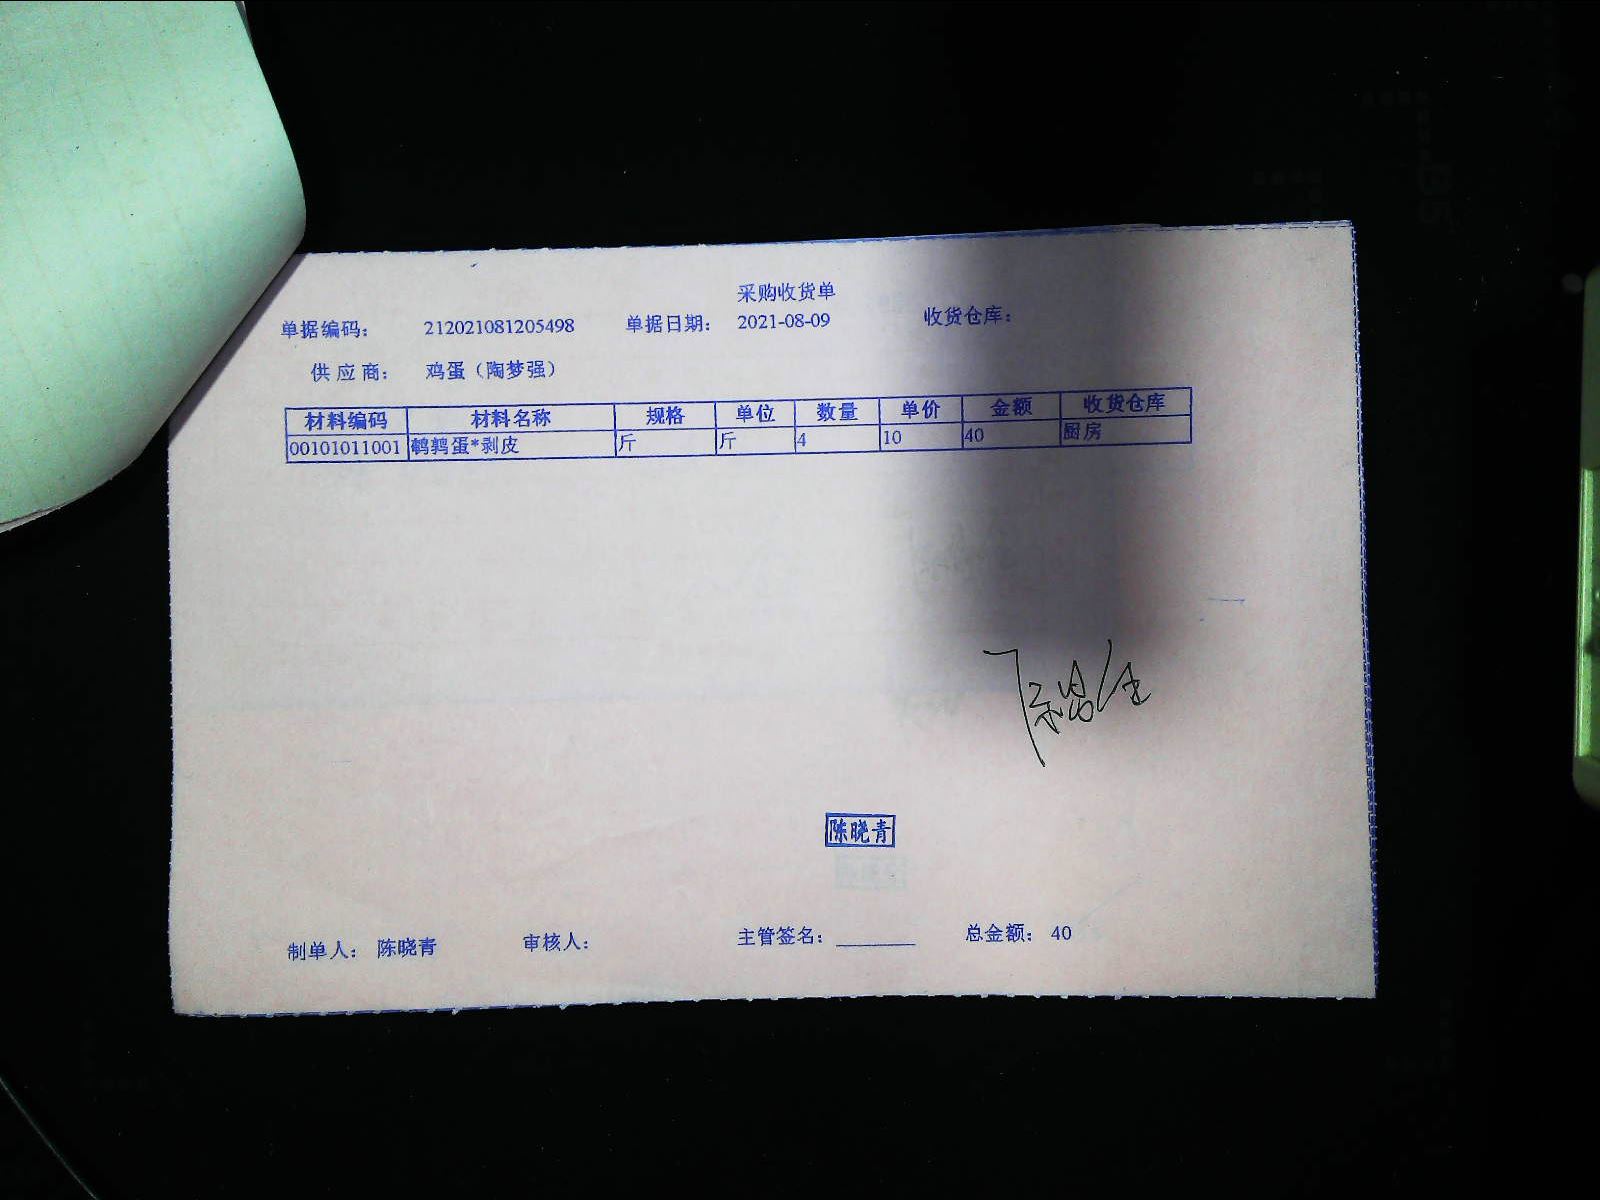 采购收货单
单据编码: 212021081205498 单据日期: 2021-08-09 收货仓库:
供应商: 鸡蛋（陶梦强）
材料编码 材料名称 规格 单位 数量 单价 金额 收货仓库
00101011001 鹌鹑蛋*剥皮 斤 斤 4 10 40 厨房
陈晓青
制单人: 陈晓青 审核人: 主管签名: ________ 总金额: 40